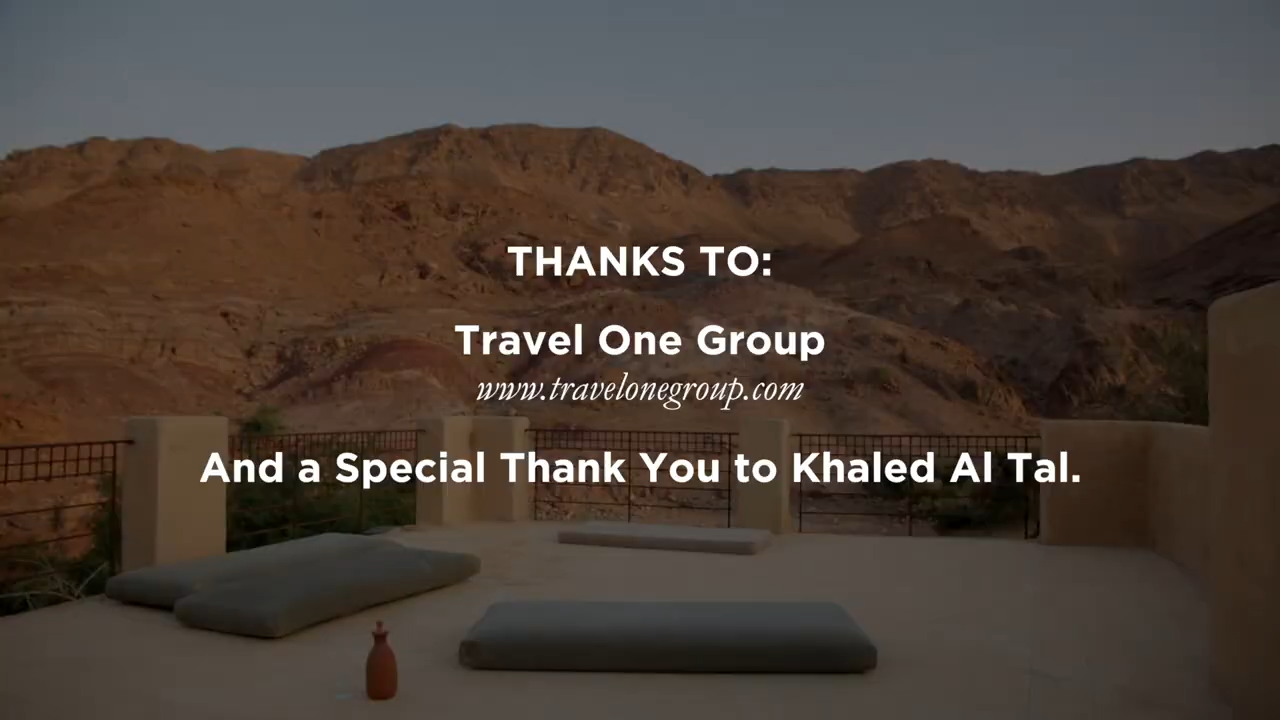 THANKS TO:
Travel One Group
www.travelonegroup.com
And a Special Thank You to Khaled Al Tal.